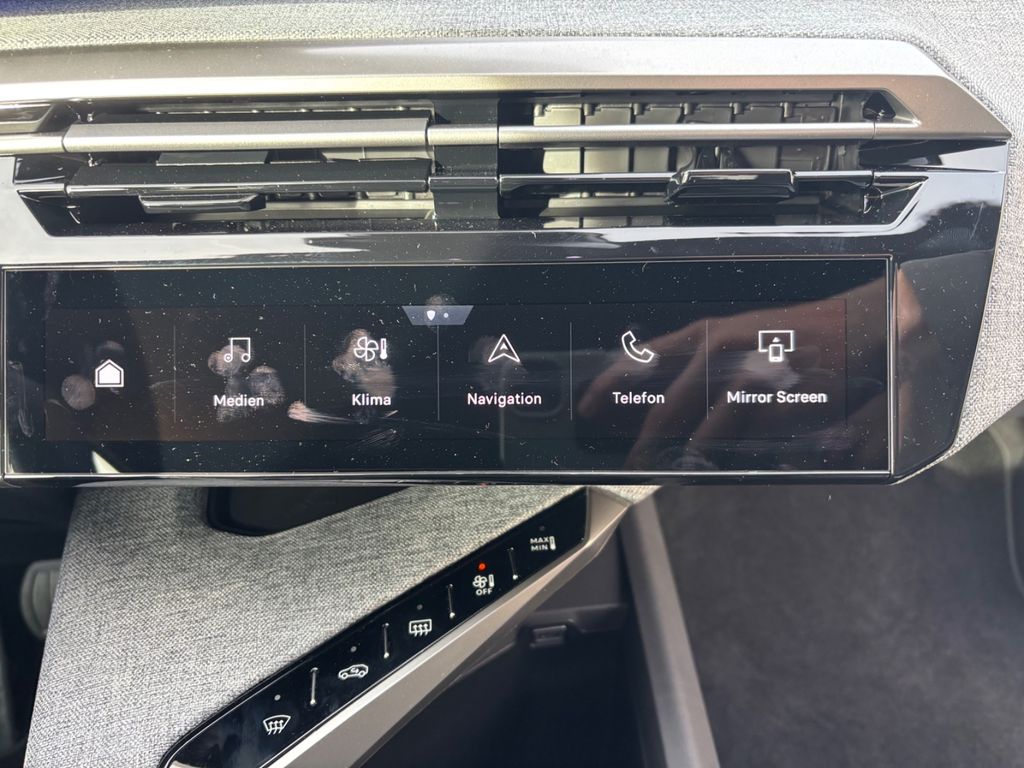 Medien
Klima
Navigation
Telefon
Mirror Screen
MAX
MIN
OFF